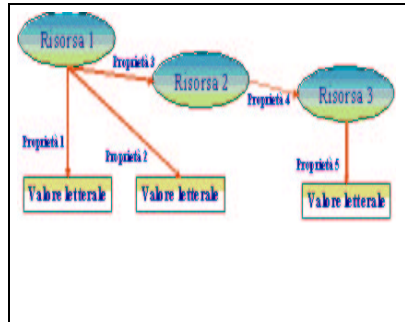 Risorsa 1
Proprietà 3
Risorsa 2
Proprietà 4
Risorsa 3
Proprietà 1
Proprietà 2
Proprietà 5
Valore letterale
Valore letterale
Valore letterale